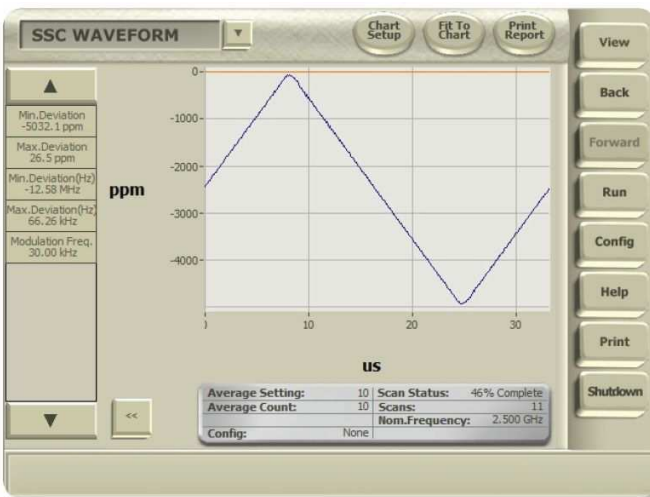 SSC WAVEFORM
Chart
Setup
Fit To
Chart
Print
Report
View
Back
Forward
Run
Config
Help
Print
Shutdown
Min.Deviation
-5032.1 ppm
Max.Deviation
26.5 ppm
Min.Deviation(Hz)
-12.58 MHz
Max.Deviation(Hz)
66.26 kHz
Modulation Freq.
30.00 kHz
ppm
0
-1000
-2000
-3000
-4000
10
20
30
us
<<
Average Setting: 10 Scan Status: 46% Complete
Average Count: 10 Scans: 11
Nom.Frequency: 2.500 GHz
Config: None